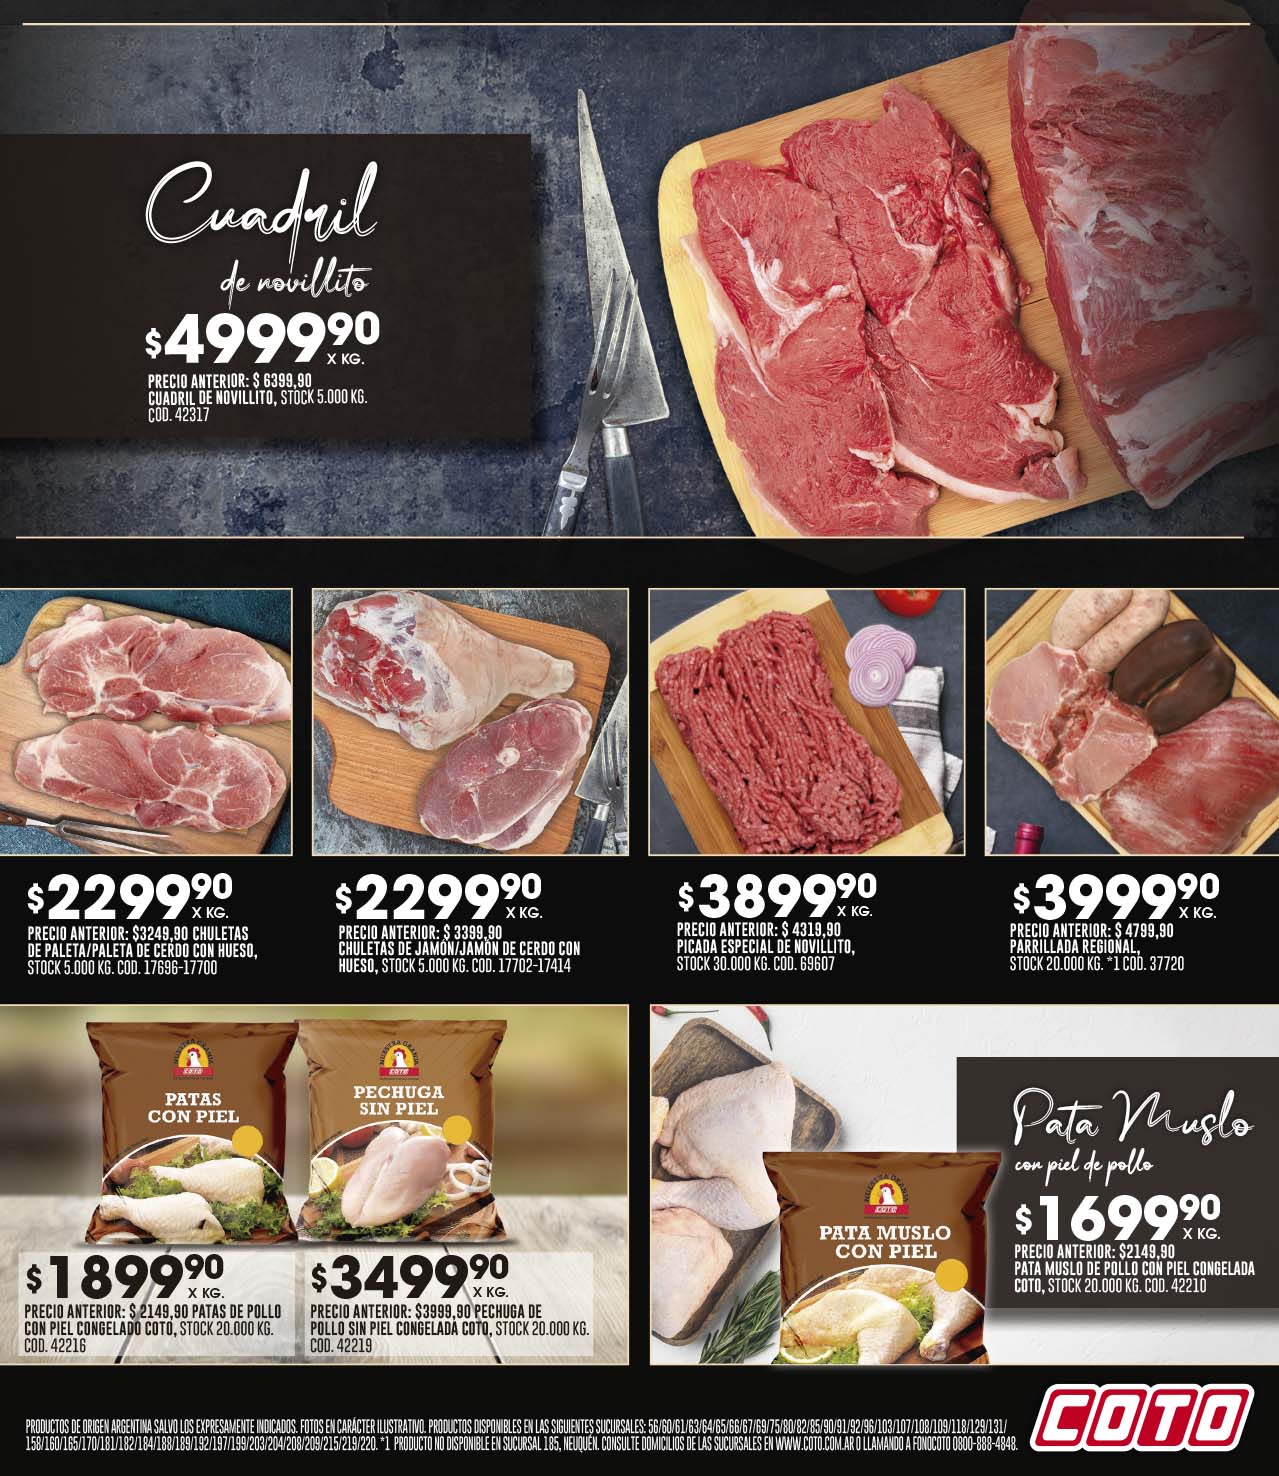 Cuadril
de novillito
$4999,90
X KG.
PRECIO ANTERIOR: $ 6399,90
CUADRIL DE NOVILLITO, STOCK 5.000 KG.
COD. 42317
$2299,90
X KG.
PRECIO ANTERIOR: $3249,90 CHULETAS
DE PALETA/PALETA DE CERDO CON HUESO,
STOCK 5.000 KG. COD. 17696-17700
$2299,90
X KG.
PRECIO ANTERIOR: $ 3399,90
CHULETAS DE JAMÓN/JAMÓN DE CERDO CON
HUESO, STOCK 5.000 KG. COD. 17702-17414
$3899,90
X KG.
PRECIO ANTERIOR: $ 4319,90
PICADA ESPECIAL DE NOVILLITO,
STOCK 30.000 KG. COD. 69607
$3999,90
X KG.
PRECIO ANTERIOR: $ 4799,90
PARRILLADA REGIONAL,
STOCK 20.000 KG. *1 COD. 37720
NUESTRA GRANJA
COTO
PATAS
CON PIEL
NUESTRA GRANJA
COTO
PECHUGA
SIN PIEL
$1899,90
X KG.
PRECIO ANTERIOR: $ 2149,90 PATAS DE POLLO
CON PIEL CONGELADO COTO, STOCK 20.000 KG.
COD. 42216
$3499,90
X KG.
PRECIO ANTERIOR: $3999,90 PECHUGA DE
POLLO SIN PIEL CONGELADA COTO, STOCK 20.000 KG.
COD. 42219
NUESTRA GRANJA
COTO
PATA MUSLO
CON PIEL
Pata Muslo
con piel de pollo
$1699,90
X KG.
PRECIO ANTERIOR: $2149,90
PATA MUSLO DE POLLO CON PIEL CONGELADA
COTO, STOCK 20.000 KG. COD. 42210
PRODUCTOS DE ORIGEN ARGENTINA SALVO LOS EXPRESAMENTE INDICADOS. FOTOS EN CARÁCTER ILUSTRATIVO. PRODUCTOS DISPONIBLES EN LAS SIGUIENTES SUCURSALES: 56/60/61/63/64/65/66/67/69/75/80/82/85/90/91/92/96/103/107/108/109/118/129/131/
158/160/165/170/181/182/184/188/189/192/197/199/203/204/208/209/215/219/220. *1 PRODUCTO NO DISPONIBLE EN SUCURSAL 185, NEUQUÉN. CONSULTE DOMICILIOS DE LAS SUCURSALES EN WWW.COTO.COM.AR O LLAMANDO A FONOCOTO 0800-888-4848.
COTO